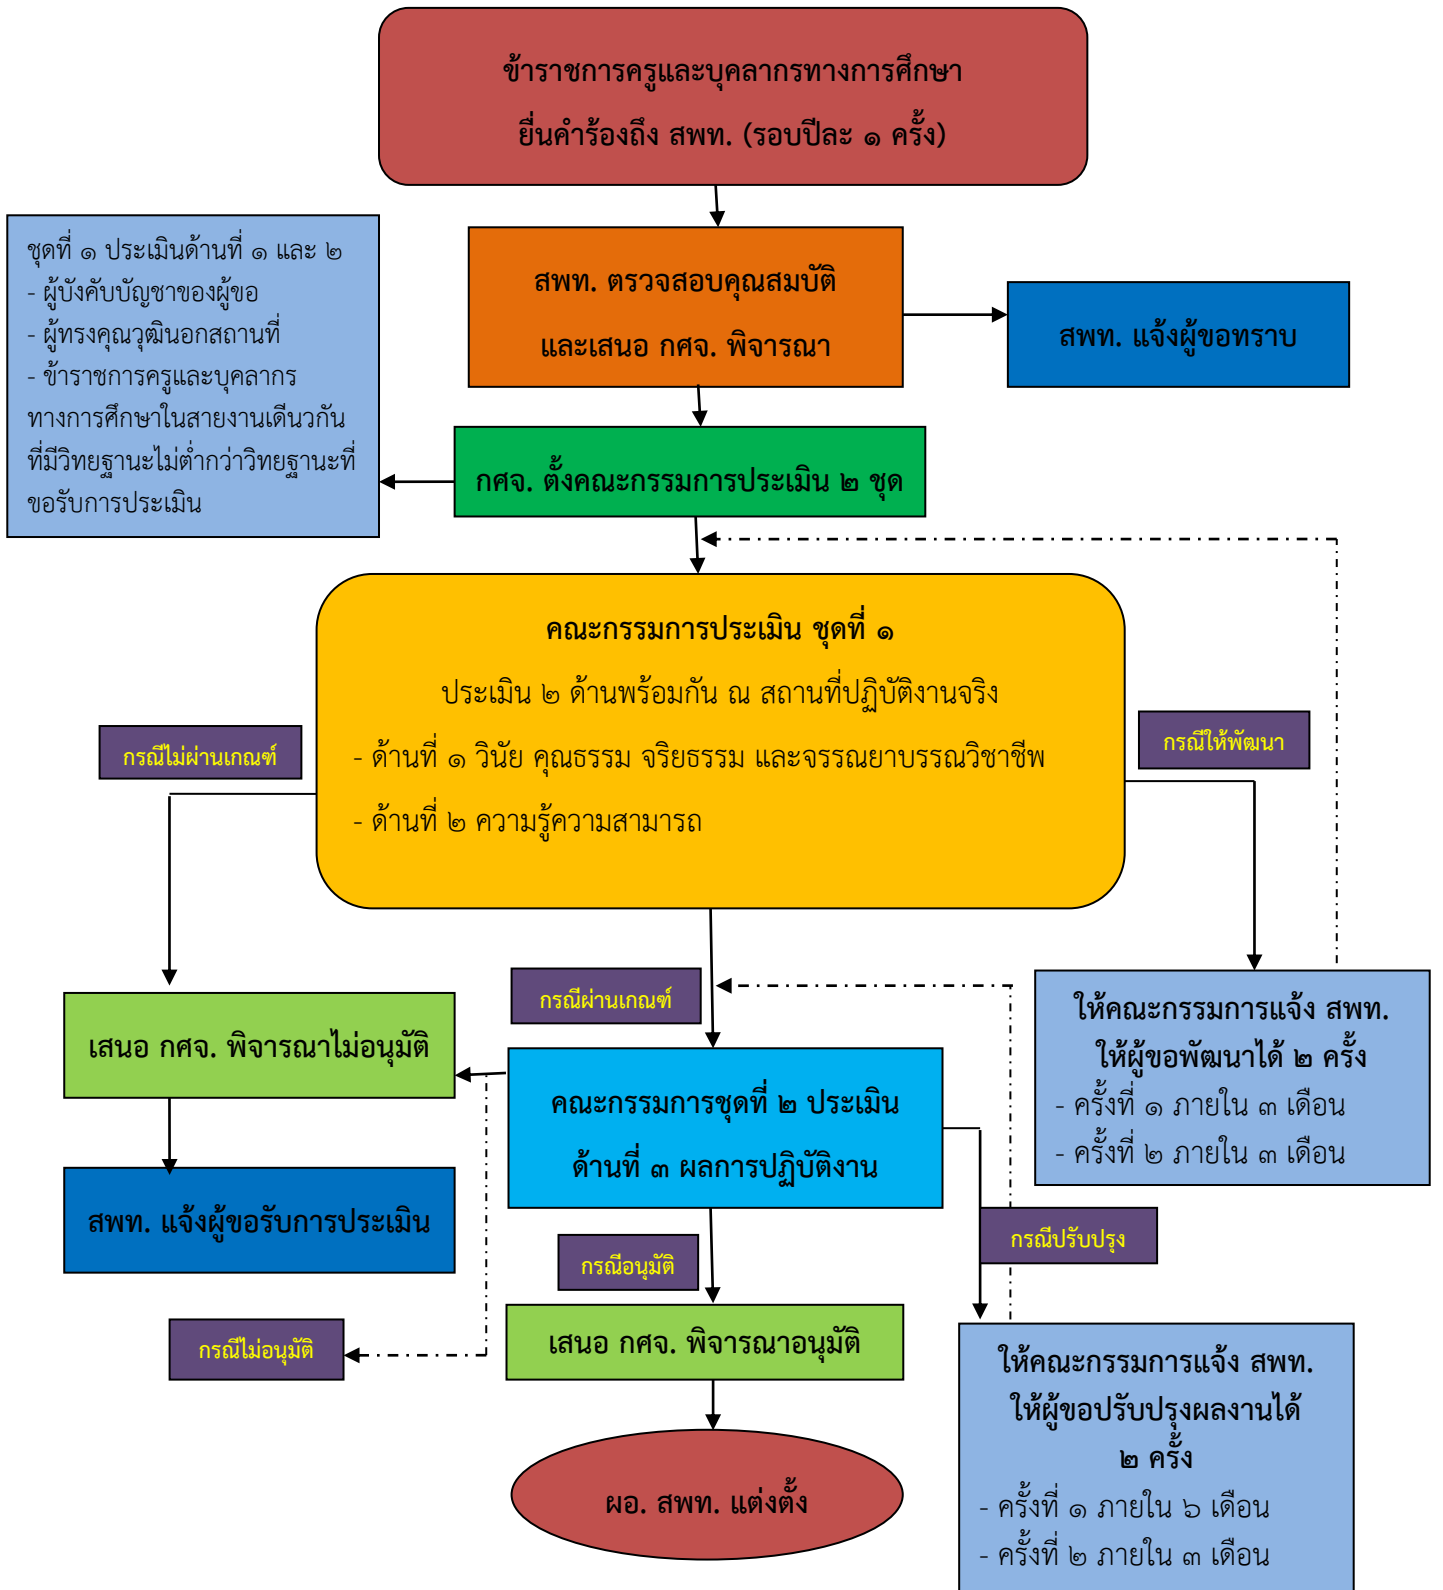 ข้าราชการครูและบุคลากรทางการศึกษา
ยื่นคำร้องถึง สพท. (รอบปีละ ๑ ครั้ง)
ชุดที่ ๑ ประเมินด้านที่ ๑ และ ๒
- ผู้บังคับบัญชาของผู้ขอ
- ผู้ทรงคุณวุฒินอกสถานที่
- ข้าราชการครูและบุคลากร
ทางการศึกษาในสายงานเดียวกัน
ที่มีวิทยฐานะไม่ต่ำกว่าวิทยฐานะที่
ขอรับการประเมิน
สพท. ตรวจสอบคุณสมบัติ
และเสนอ กศจ. พิจารณา
สพท. แจ้งผู้ขอทราบ
กศจ. ตั้งคณะกรรมการประเมิน ๒ ชุด
คณะกรรมการประเมิน ชุดที่ ๑
ประเมิน ๒ ด้านพร้อมกัน ณ สถานที่ปฏิบัติงานจริง
- ด้านที่ ๑ วินัย คุณธรรม จริยธรรม และจรรณยาบรรณวิชาชีพ
- ด้านที่ ๒ ความรู้ความสามารถ
กรณีไม่ผ่านเกณฑ์
กรณีให้พัฒนา
กรณีผ่านเกณฑ์
เสนอ กศจ. พิจารณาไม่อนุมัติ
สพท. แจ้งผู้ขอรับการประเมิน
คณะกรรมการชุดที่ ๒ ประเมิน
ด้านที่ ๓ ผลการปฏิบัติงาน
ให้คณะกรรมการแจ้ง สพท.
ให้ผู้ขอพัฒนาได้ ๒ ครั้ง
- ครั้งที่ ๑ ภายใน ๓ เดือน
- ครั้งที่ ๒ ภายใน ๓ เดือน
กรณีปรับปรุง
กรณีอนุมัติ
กรณีไม่อนุมัติ
เสนอ กศจ. พิจารณาอนุมัติ
ผอ. สพท. แต่งตั้ง
ให้คณะกรรมการแจ้ง สพท.
ให้ผู้ขอปรับปรุงผลงานได้
๒ ครั้ง
- ครั้งที่ ๑ ภายใน ๖ เดือน
- ครั้งที่ ๒ ภายใน ๓ เดือน